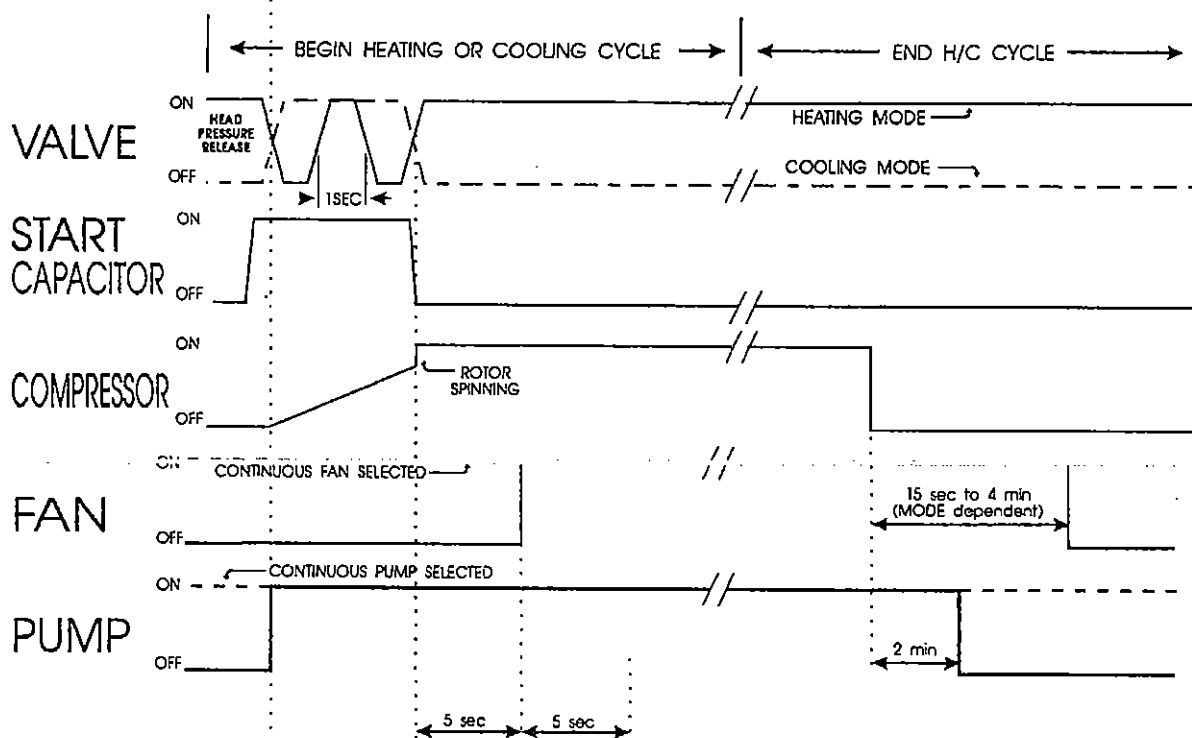 BEGIN HEATING OR COOLING CYCLE
END H/C CYCLE
VALVE
ON
HEAD
PRESSURE
RELEASE
OFF
1SEC
HEATING MODE
COOLING MODE
START
CAPACITOR
ON
OFF
COMPRESSOR
ON
OFF
ROTOR
SPINNING
FAN
ON
CONTINUOUS FAN SELECTED
OFF
15 sec to 4 min
(MODE dependent)
PUMP
ON
CONTINUOUS PUMP SELECTED
OFF
2 min
5 sec
5 sec